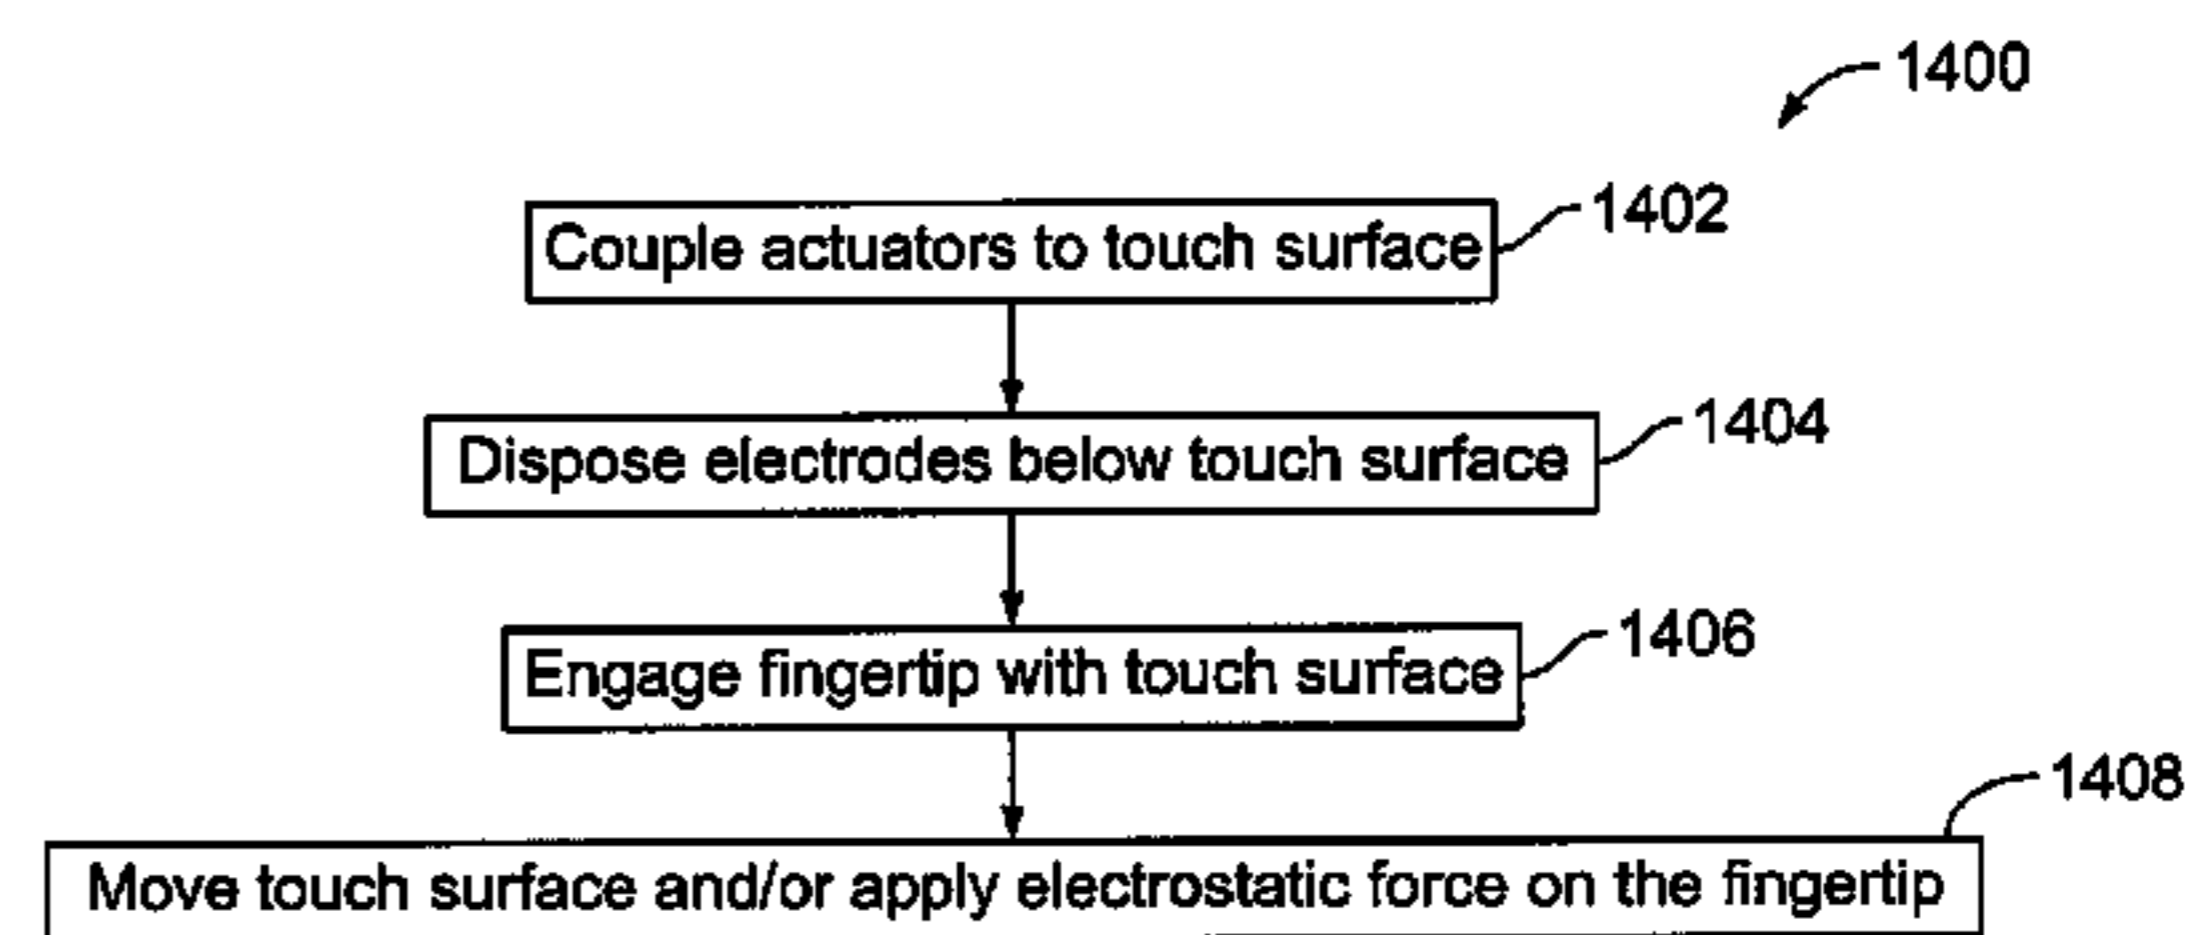 1400
Couple actuators to touch surface
1402
Dispose electrodes below touch surface
1404
Engage fingertip with touch surface
1406
1408
Move touch surface and/or apply electrostatic force on the fingertip